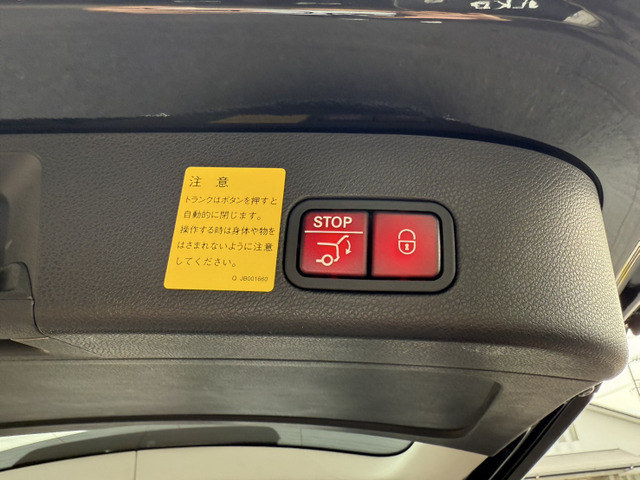 注 意
トランクはボタンを押すと
自動的に閉じます。
操作する時は身体や物を
はさまれないように注意
してください。
Q JB001660
STOP